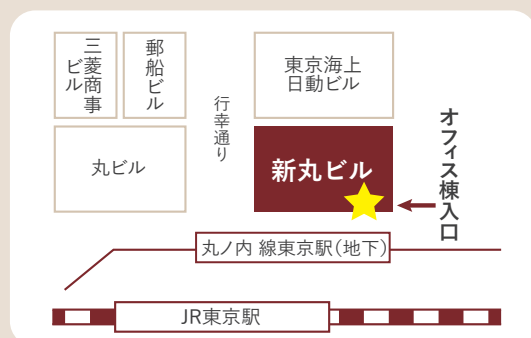 三菱商事
ビル
郵船ビル
行幸通り
東京海上
日動ビル
丸ビル
新丸ビル
オフィス棟入口
丸ノ内 線東京駅(地下)
JR東京駅